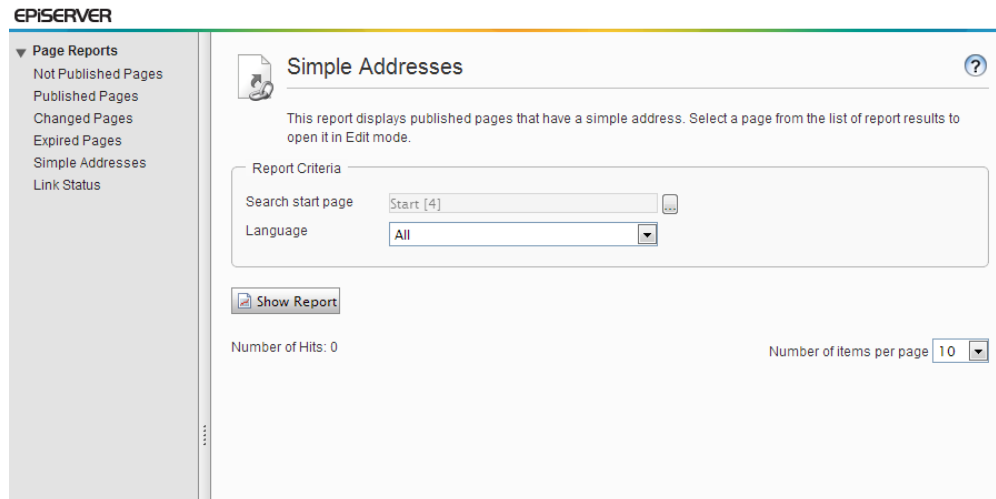 EPiSERVER
Page Reports
Not Published Pages
Published Pages
Changed Pages
Expired Pages
Simple Addresses
Link Status
Simple Addresses
?
This report displays published pages that have a simple address. Select a page from the list of report results to
open it in Edit mode.
Report Criteria
Search start page
Start [4]
...
Language
All
Show Report
Number of Hits: 0
Number of items per page
10